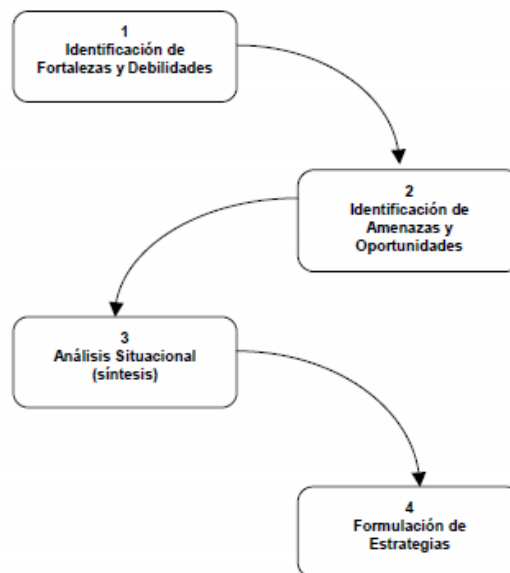 1
Identificación de
Fortalezas y Debilidades
2
Identificación de
Amenazas y
Oportunidades
3
Análisis Situacional
(síntesis)
4
Formulación de
Estrategias